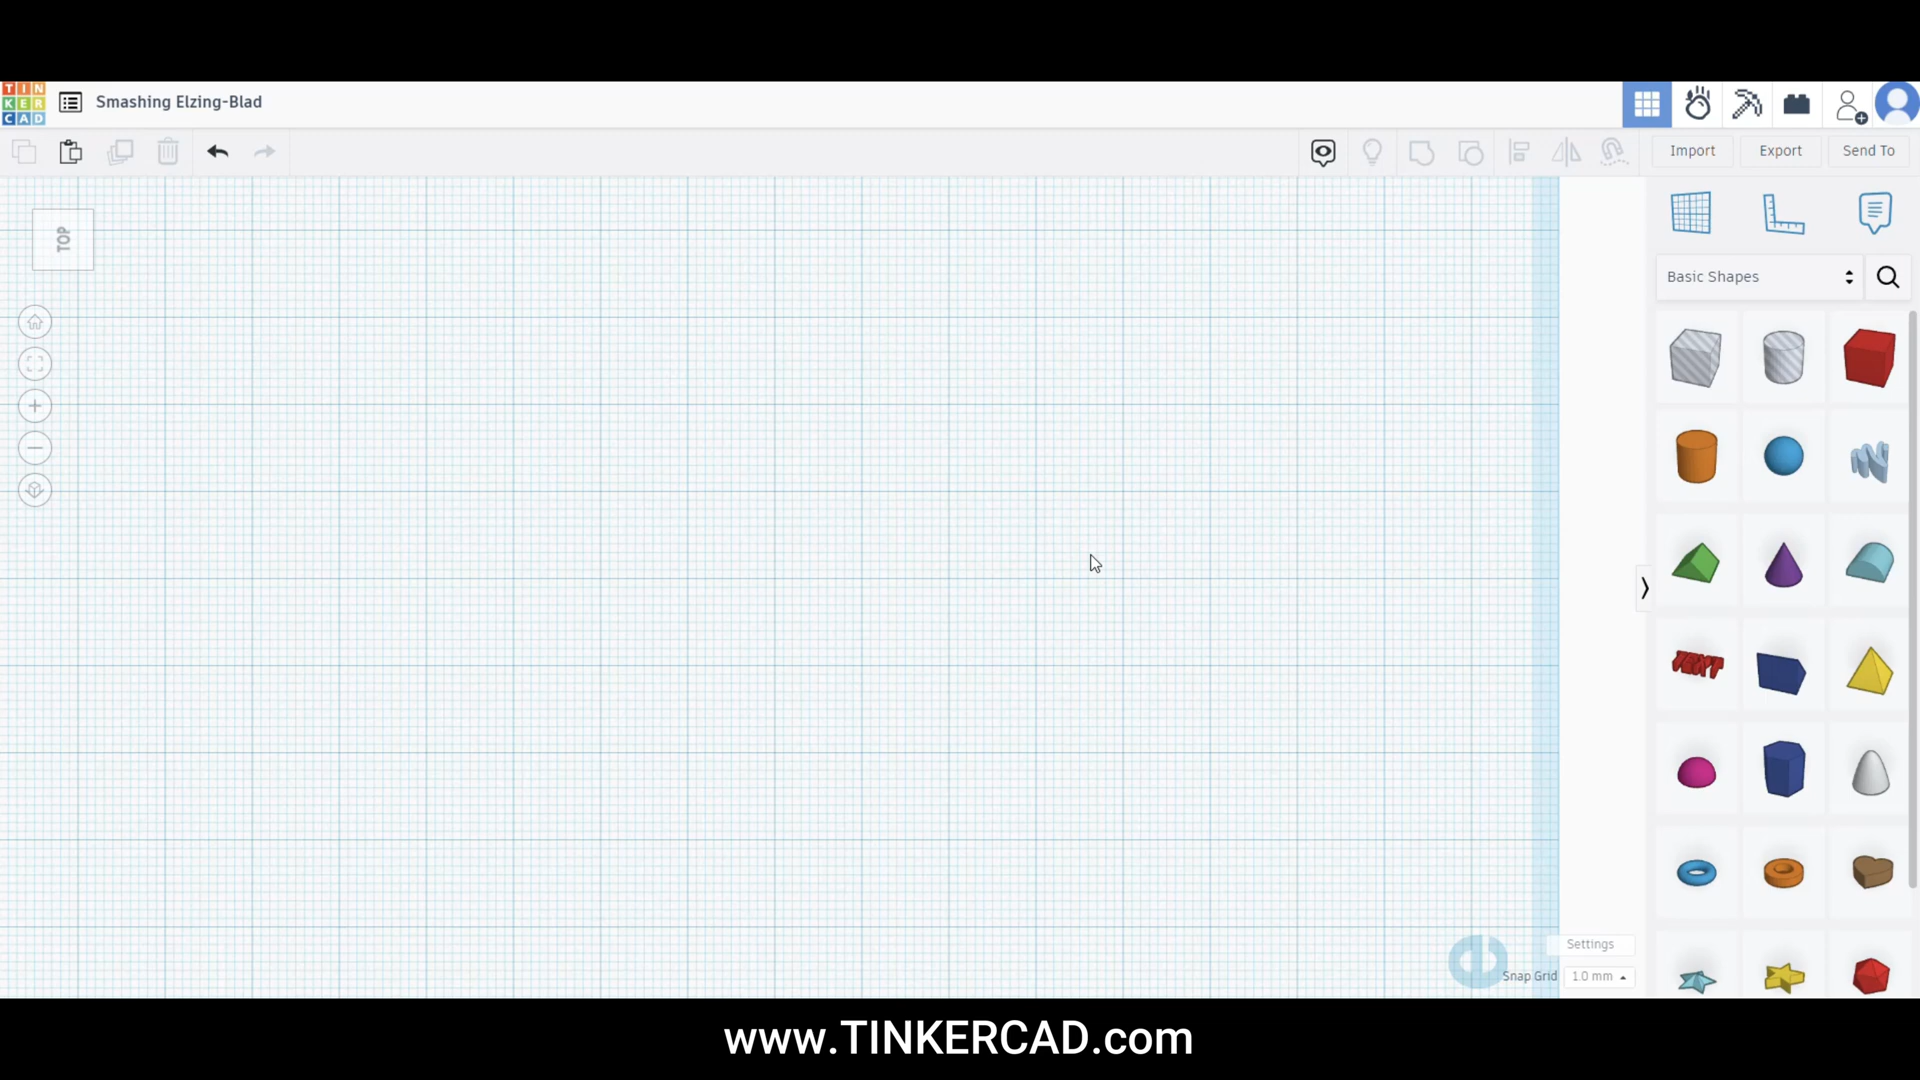 TIN
KER
CAD
Smashing Elzing-Blad
Import
Export
Send To
TOP
Basic Shapes
TEXT
Settings
Snap Grid
1.0 mm
www.TINKERCAD.com